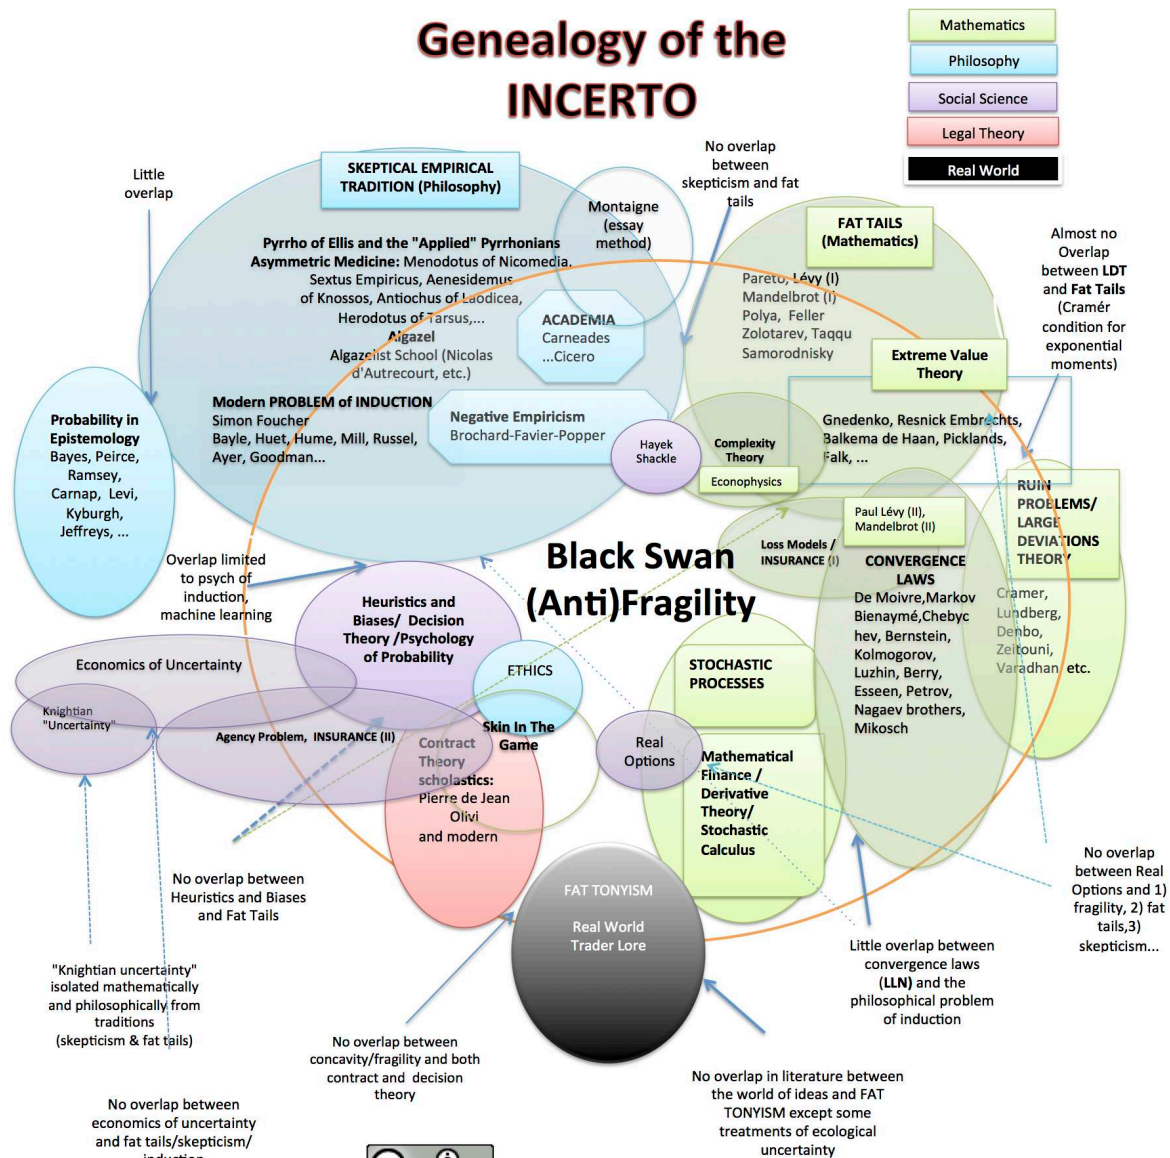 Genealogy of the
INCERTO
Mathematics
Philosophy
Social Science
Legal Theory
Real World
Little
overlap
SKEPTICAL EMPIRICAL
TRADITION (Philosophy)
Montaigne
(essay
method)
No overlap
between
skepticism and fat
tails
FAT TAILS
(Mathematics)
Almost no
Overlap
between LDT
and Fat Tails
(Cramér
condition for
exponential
moments)
Pyrrho of Ellis and the "Applied" Pyrrhonians
Asymmetric Medicine: Menodotus of Nicomedia.
Sextus Empiricus, Aenesidemus
of Knossos, Antiochus of Laodicea,
Herodotus of Tarsus,...
Algazel
Algazelist School (Nicolas
d'Autrecourt, etc.)
ACADEMIA
Carneades
...Cicero
Pareto, Lévy (I)
Mandelbrot (I)
Polya, Feller
Zolotarev, Taqqu
Samorodnisky
Extreme Value
Theory
Modern PROBLEM of INDUCTION
Simon Foucher
Bayle, Huet, Hume, Mill, Russel,
Ayer, Goodman...
Negative Empiricism
Brochard-Favier-Popper
Hayek
Shackle
Complexity
Theory
Econophysics
Gnedenko, Resnick Embrechts,
Balkema de Haan, Picklands,
Falk, ...
Probability in
Epistemology
Bayes, Peirce,
Ramsey,
Carnap, Levi,
Kyburgh,
Jeffreys, ...
RUIN
PROBLEMS/
LARGE
DEVIATIONS
THEORY
Cramer,
Lundberg,
Denbo,
Zeitouni,
Varadhan, etc.
Paul Lévy (II),
Mandelbrot (II)
Loss Models /
INSURANCE (I)
CONVERGENCE
LAWS
De Moivre,Markov
Bienaymé,Chebyc
hev, Bernstein,
Kolmogorov,
Luzhin, Berry,
Esseen, Petrov,
Nagaev brothers,
Mikosch
Black Swan
(Anti)Fragility
Overlap limited
to psych of
induction,
machine learning
Heuristics and
Biases/ Decision
Theory /Psychology
of Probability
ETHICS
Economics of Uncertainty
Knightian
"Uncertainty"
Agency Problem, INSURANCE (II)
Skin In The
Game
Contract
Theory
scholastics:
Pierre de Jean
Olivi
and modern
Real
Options
STOCHASTIC
PROCESSES
Mathematical
Finance /
Derivative
Theory/
Stochastic
Calculus
No overlap between
Heuristics and Biases
and Fat Tails
FAT TONYISM
Real World
Trader Lore
No overlap
between Real
Options and 1)
fragility, 2) fat
tails,3)
skepticism...
Little overlap between
convergence laws
(LLN) and the
philosophical problem
of induction
"Knightian uncertainty"
isolated mathematically
and philosophically from
traditions
(skepticism & fat tails)
No overlap between
concavity/fragility and both
contract and decision
theory
No overlap in literature between
the world of ideas and FAT
TONYISM except some
treatments of ecological
uncertainty
No overlap between
economics of uncertainty
and fat tails/skepticism/